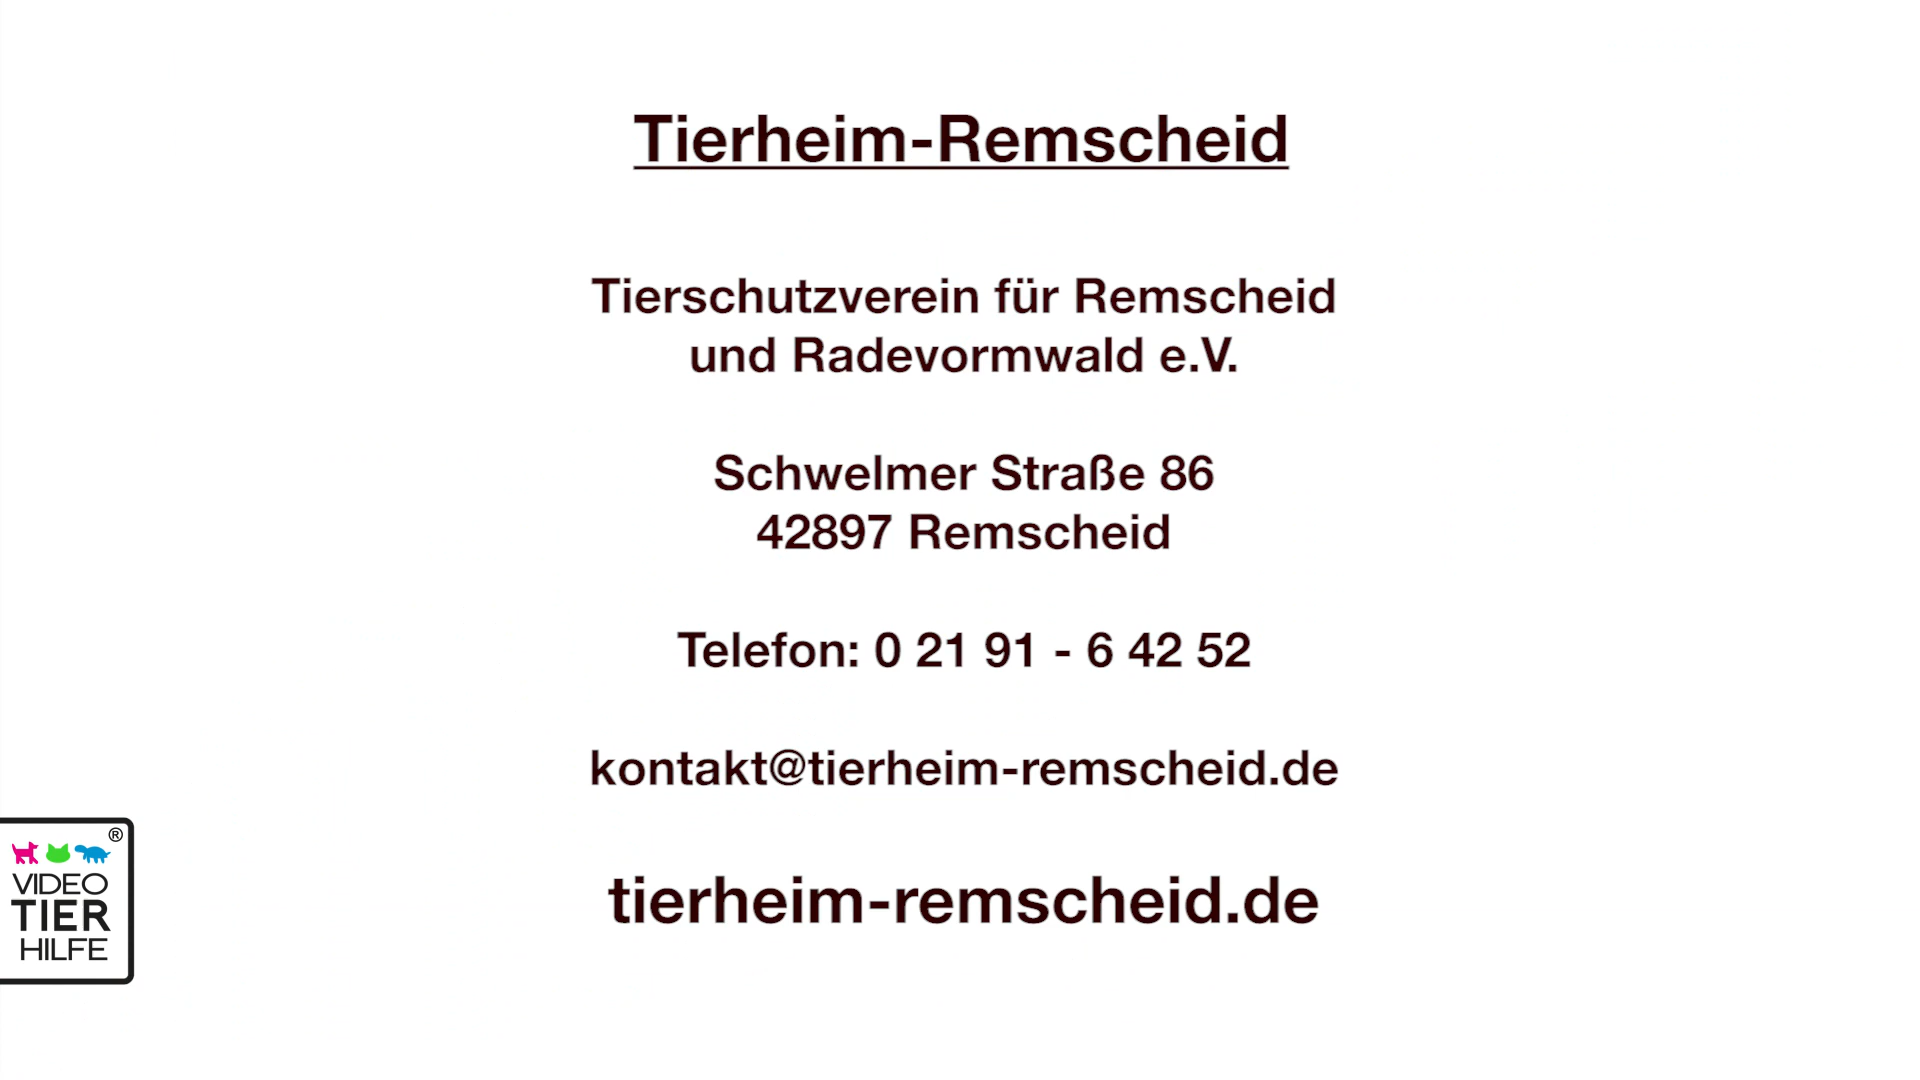 Tierheim-Remscheid
Tierschutzverein für Remscheid
und Radevormwald e.V.
Schwelmer Straße 86
42897 Remscheid
Telefon: 0 21 91 - 6 42 52
kontakt@tierheim-remscheid.de
tierheim-remscheid.de
®
VIDEO
TIER
HILFE